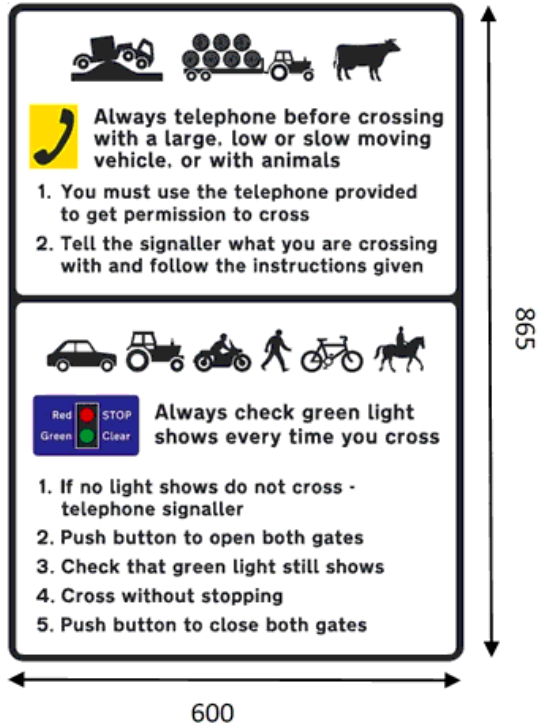 Always telephone before crossing
with a large, low or slow moving
vehicle, or with animals
1. You must use the telephone provided
to get permission to cross
2. Tell the signaller what you are crossing
with and follow the instructions given
Red STOP
Green Clear
Always check green light
shows every time you cross
1. If no light shows do not cross -
telephone signaller
2. Push button to open both gates
3. Check that green light still shows
4. Cross without stopping
5. Push button to close both gates
865
600